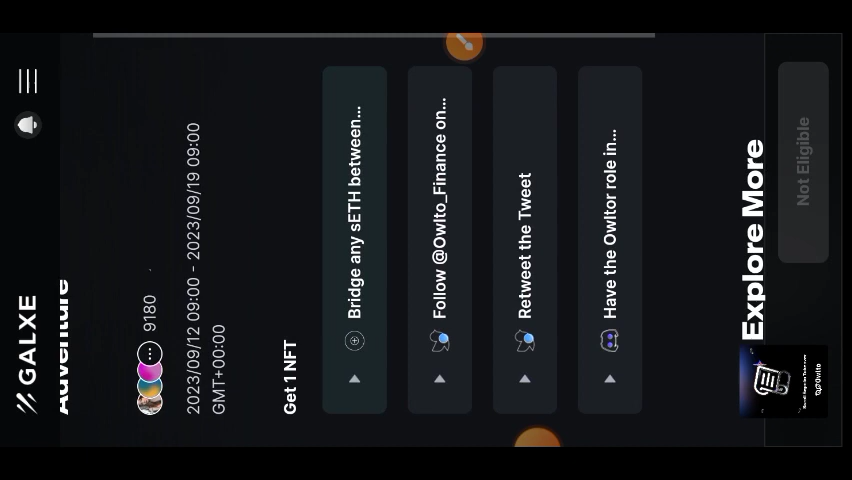 GALXE
Adventure
9180
2023/09/12 09:00 - 2023/09/19 09:00
GMT+00:00
Get 1 NFT
Bridge any sETH between...
Follow @Owlto_Finance on...
Retweet the Tweet
Have the Owltor role in...
Explore More
Owlto
Not Eligible